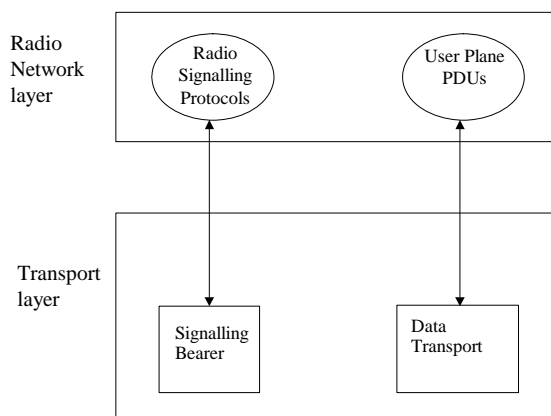 Radio
Network
layer
Radio
Signalling
Protocols
User Plane
PDUs
Transport
layer
Signalling
Bearer
Data
Transport